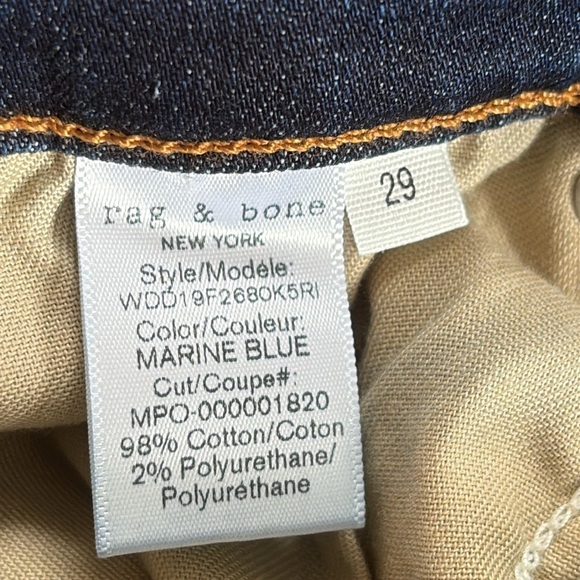 rag & bone
NEW YORK
Style/Modèle:
WDD19F2680K5RI
Color/Couleur:
MARINE BLUE
Cut/Coupe#:
MPO-000001820
98% Cotton/Coton
2% Polyurethane/
Polyuréthane
29